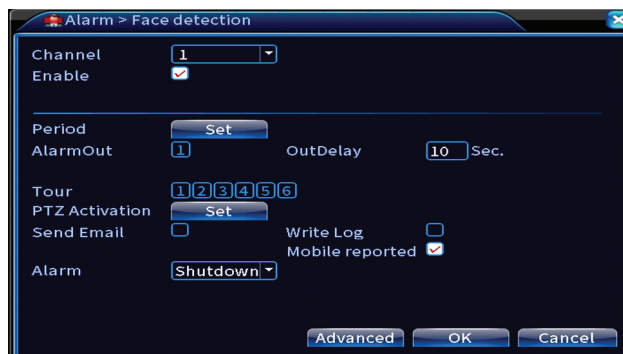 Alarm > Face detection
Channel 1
Enable
Period Set
AlarmOut 1 OutDelay 10 Sec.
Tour 1 2 3 4 5 6
PTZ Activation Set
Send Email Write Log
Mobile reported
Alarm Shutdown
Advanced OK Cancel